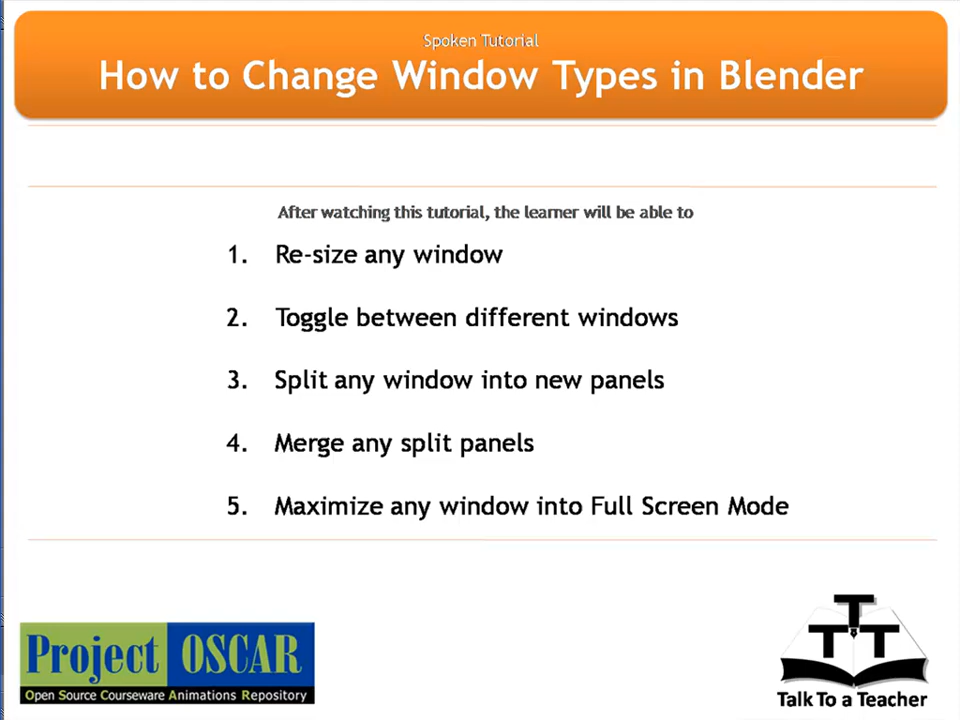 Spoken Tutorial
How to Change Window Types in Blender
After watching this tutorial, the learner will be able to
1. Re-size any window
2. Toggle between different windows
3. Split any window into new panels
4. Merge any split panels
5. Maximize any window into Full Screen Mode
Project OSCAR
Open Source Courseware Animations Repository
T
T T
Talk To a Teacher